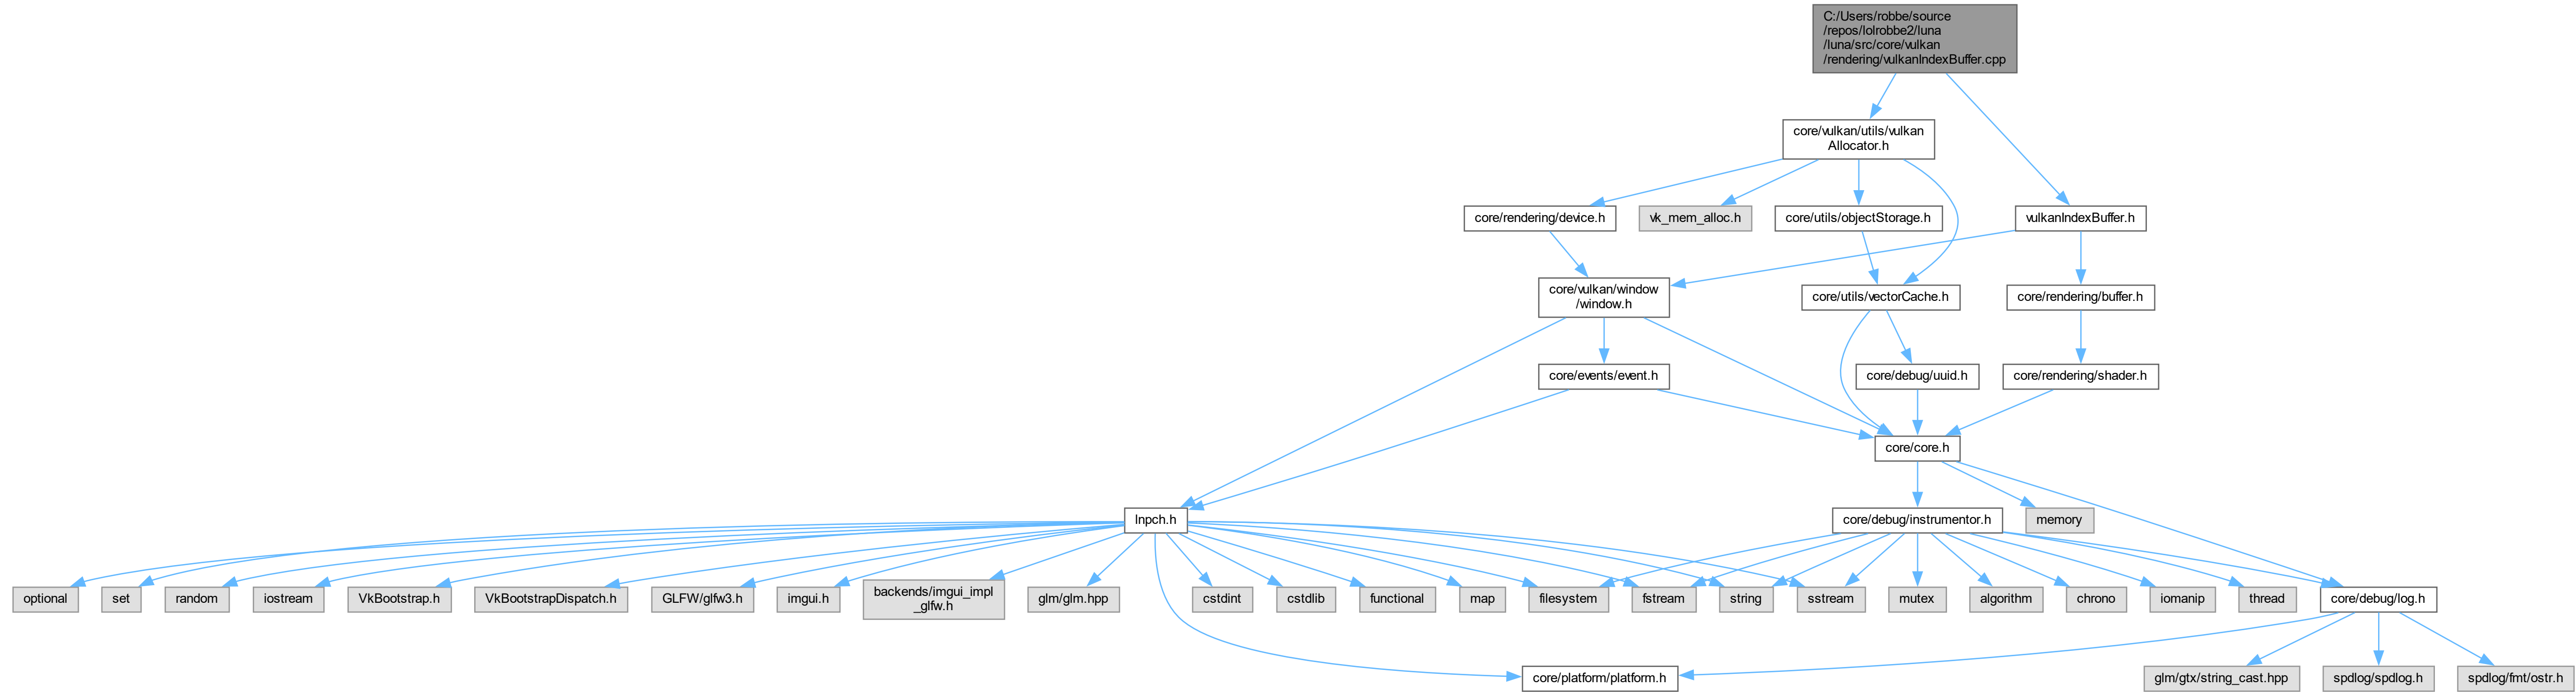 C:/Users/robbe/source
/repos/lolrobbe2/luna
/luna/src/core/vulkan
/rendering/vulkanIndexBuffer.cpp
core/vulkan/utils/vulkan
Allocator.h
core/rendering/device.h
vk_mem_alloc.h
core/utils/objectStorage.h
vulkanIndexBuffer.h
core/vulkan/window
/window.h
core/utils/vectorCache.h
core/rendering/buffer.h
core/events/event.h
core/debug/uuid.h
core/rendering/shader.h
core/core.h
lnpch.h
core/debug/instrumentor.h
memory
optional
set
random
iostream
VkBootstrap.h
VkBootstrapDispatch.h
GLFW/glfw3.h
imgui.h
backends/imgui_impl
_glfw.h
glm/glm.hpp
cstdint
cstdlib
functional
map
filesystem
fstream
string
sstream
mutex
algorithm
chrono
iomanip
thread
core/debug/log.h
core/platform/platform.h
glm/gtx/string_cast.hpp
spdlog/spdlog.h
spdlog/fmt/ostr.h